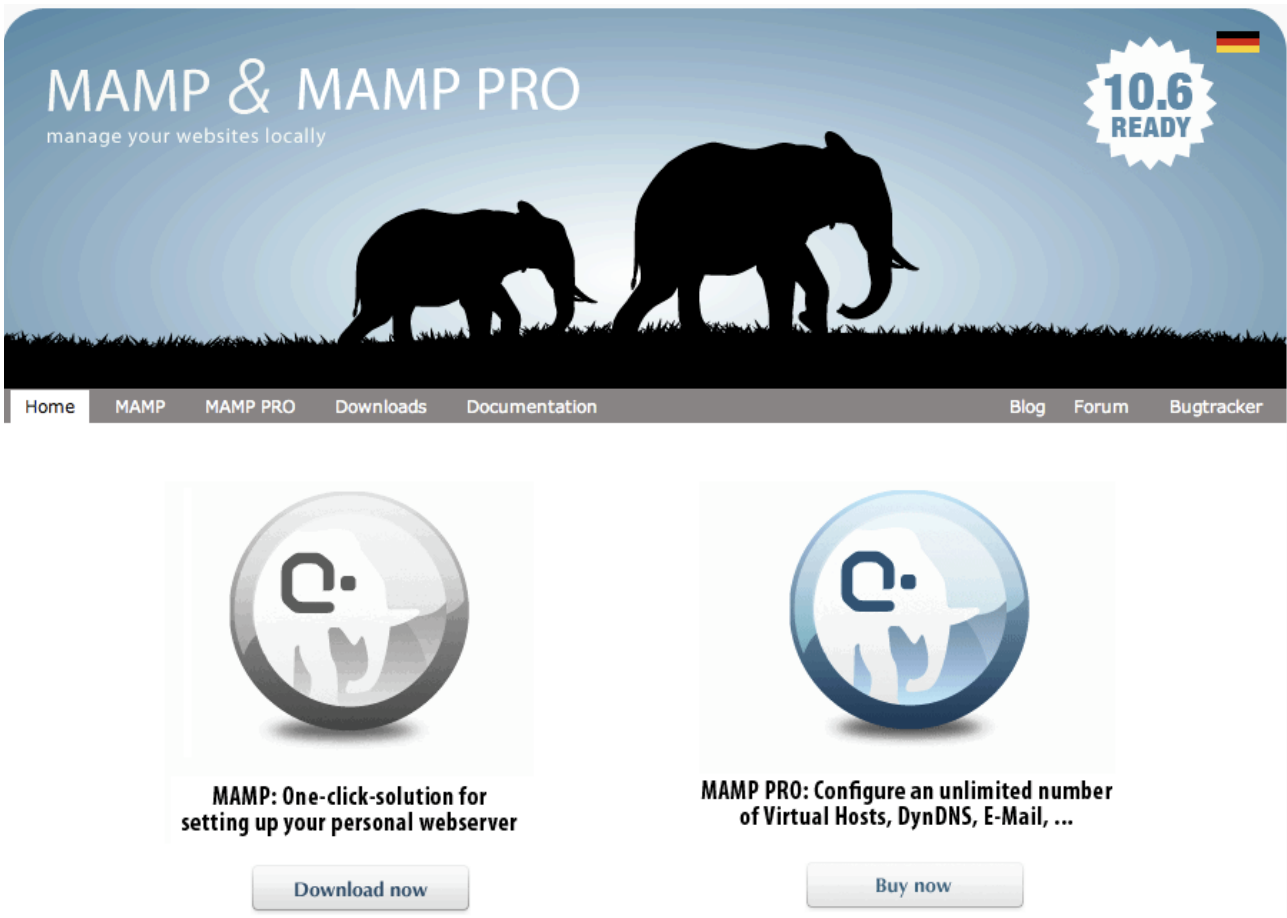 MAMP & MAMP PRO
manage your websites locally
10.6
READY
Home MAMP MAMP PRO Downloads Documentation Blog Forum Bugtracker
MAMP: One-click-solution for
setting up your personal webserver
Download now
MAMP PRO: Configure an unlimited number
of Virtual Hosts, DynDNS, E-Mail, ...
Buy now